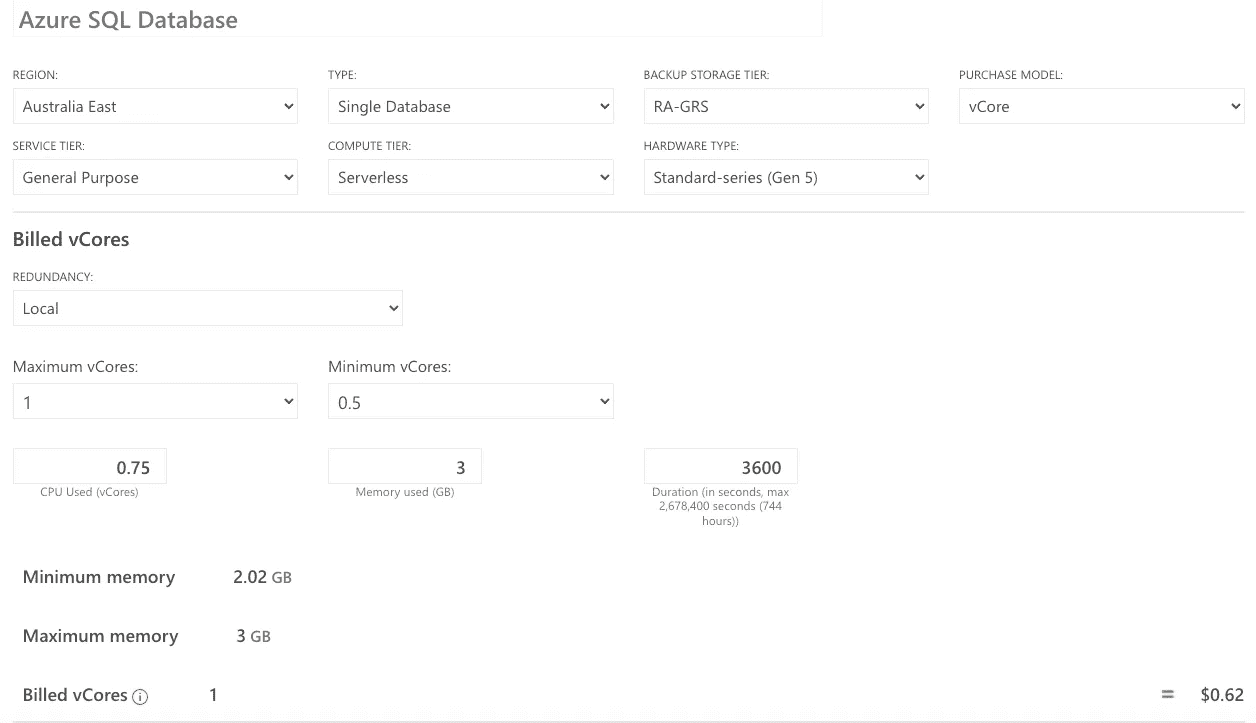 Azure SQL Database
REGION: TYPE: BACKUP STORAGE TIER: PURCHASE MODEL:
Australia East Single Database RA-GRS vCore
SERVICE TIER: COMPUTE TIER: HARDWARE TYPE:
General Purpose Serverless Standard-series (Gen 5)
Billed vCores
REDUNDANCY:
Local
Maximum vCores: Minimum vCores:
1 0.5
0.75 3 3600
CPU Used (vCores) Memory used (GB) Duration (in seconds, max
2,678,400 seconds (744
hours))
Minimum memory 2.02 GB
Maximum memory 3 GB
Billed vCores i 1 = $0.62